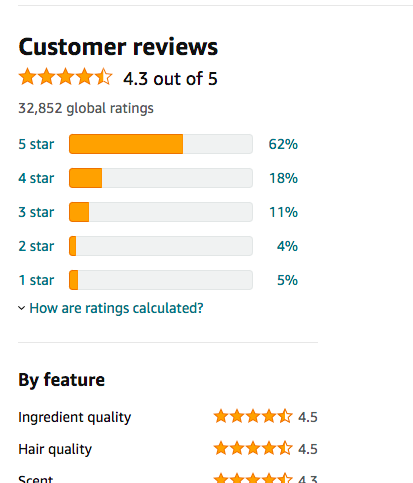 Customer reviews
4.3 out of 5
32,852 global ratings
5 star 62%
4 star 18%
3 star 11%
2 star 4%
1 star 5%
How are ratings calculated?
By feature
Ingredient quality 4.5
Hair quality 4.5
Scent 4.3